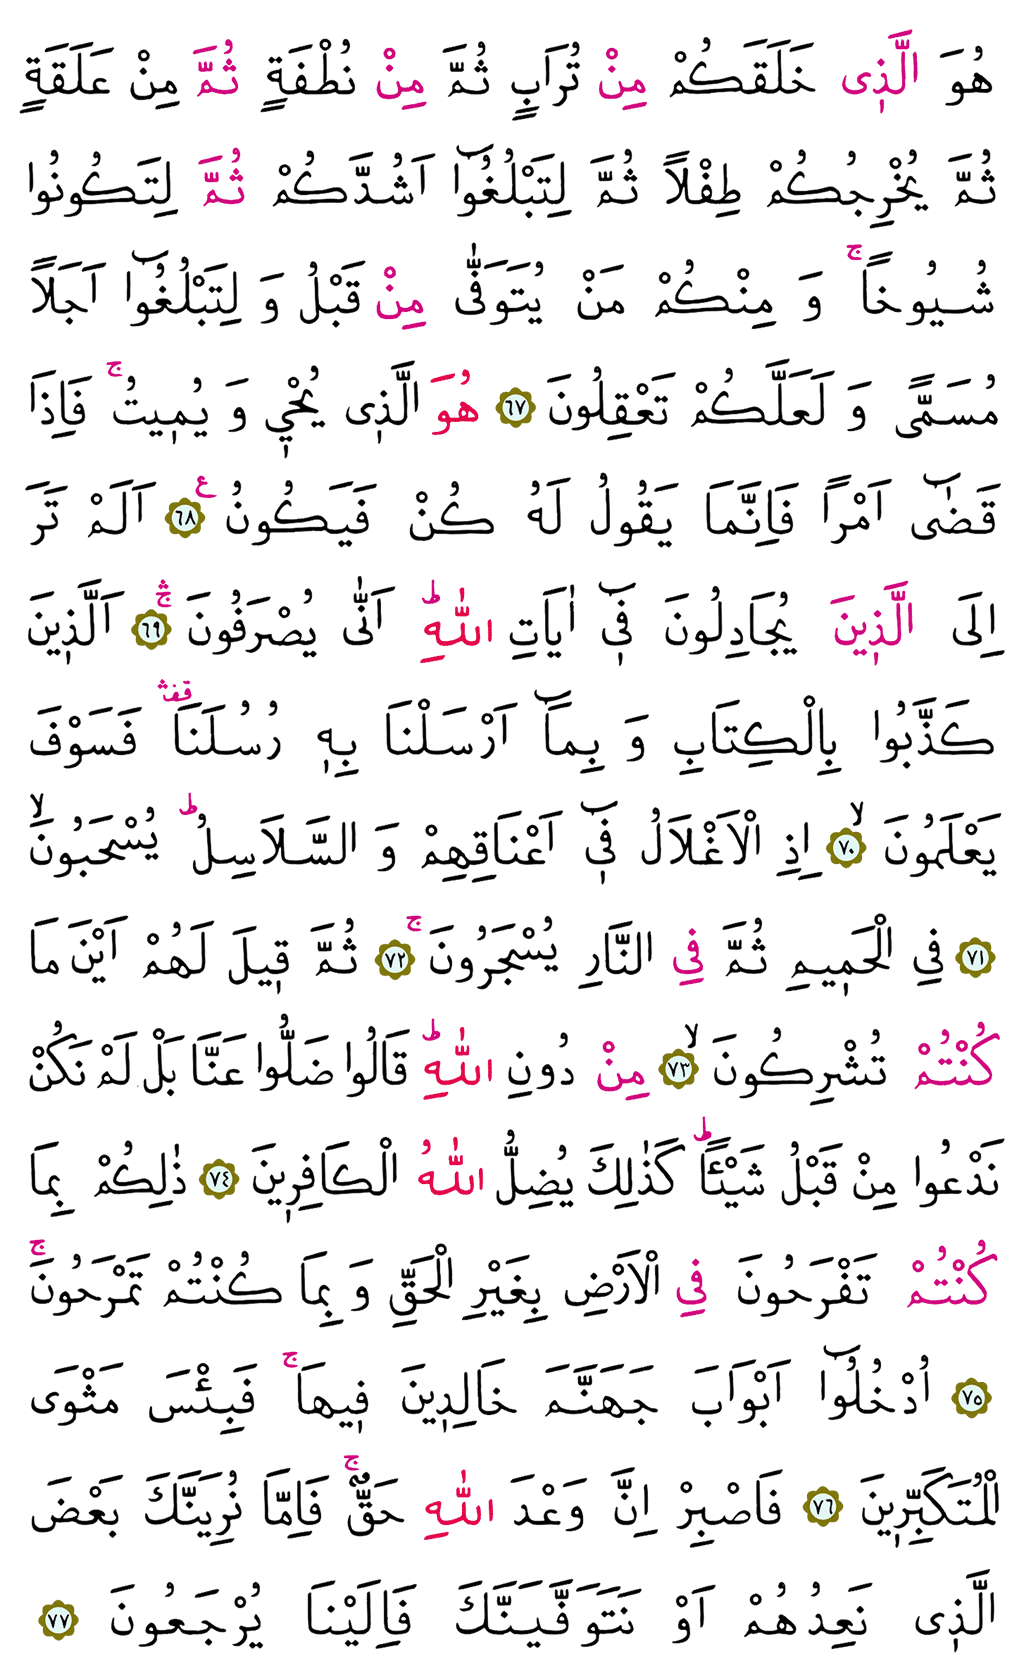 هُوَ الَّذٖى خَلَقَكُمْ مِنْ تُرَابٍ ثُمَّ مِنْ نُطْفَةٍ ثُمَّ مِنْ عَلَقَةٍ
ثُمَّ يُخْرِجُكُمْ طِفْلاً ثُمَّ لِتَبْلُغُوٓا اَشُدَّكُمْ ثُمَّ لِتَكُونُوا
شُيُوخاًۚ وَ مِنْكُمْ مَنْ يُتَوَفّٰى مِنْ قَبْلُ وَ لِتَبْلُغُوٓا اَجَلاً
مُسَمًّى وَ لَعَلَّكُمْ تَعْقِلُونَ ﴿٦٧﴾ هُوَ الَّذٖى يُحْيٖ وَ يُمٖيتُۚ فَاِذَا
قَضٰٓى اَمْراً فَاِنَّمَا يَقُولُ لَهُ كُنْ فَيَكُونُ ﴿٦٨﴾ ع اَلَمْ تَرَ
اِلَى الَّذٖينَ يُجَادِلُونَ فٖٓى اٰيَاتِ اللّٰهِؕ اَنّٰى يُصْرَفُونَ ﴿٦٩﴾ۚۛ اَلَّذٖينَ
كَذَّبُوا بِالْكِتَابِ وَ بِمَٓا اَرْسَلْنَا بِهٖ رُسُلَنَا قفۛ فَسَوْفَ
يَعْلَمُونَۙ ﴿٧٠﴾ اِذِ الْاَغْلَالُ فٖٓى اَعْنَاقِهِمْ وَ السَّلَاسِلُؕ يُسْحَبُونَۙ
﴿٧١﴾ فِى الْحَمٖيمِ ثُمَّ فِى النَّارِ يُسْجَرُونَۚ ﴿٧٢﴾ ثُمَّ قٖيلَ لَهُمْ اَيْنَ مَا
كُنْتُمْ تُشْرِكُونَۙ ﴿٧٣﴾ مِنْ دُونِ اللّٰهِؕ قَالُوا ضَلُّوا عَنَّا بَلْ لَمْ نَكُنْ
نَدْعُوا مِنْ قَبْلُ شَيْـًٔاؕ كَذٰلِكَ يُضِلُّ اللّٰهُ الْكَافِرٖينَ ﴿٧٤﴾ ذٰلِكُمْ بِمَا
كُنْتُمْ تَفْرَحُونَ فِى الْاَرْضِ بِغَيْرِ الْحَقِّ وَ بِمَا كُنْتُمْ تَمْرَحُونَۚ
﴿٧٥﴾ اُدْخُلُوٓا اَبْوَابَ جَهَنَّمَ خَالِدٖينَ فٖيهَاۚ فَبِئْسَ مَثْوَى
الْمُتَكَبِّرٖينَ ﴿٧٦﴾ فَاصْبِرْ اِنَّ وَعْدَ اللّٰهِ حَقٌّۚ فَاِمَّا نُرِيَنَّكَ بَعْضَ
الَّذٖى نَعِدُهُمْ اَوْ نَتَوَفَّيَنَّكَ فَاِلَيْنَا يُرْجَعُونَ ﴿٧٧﴾